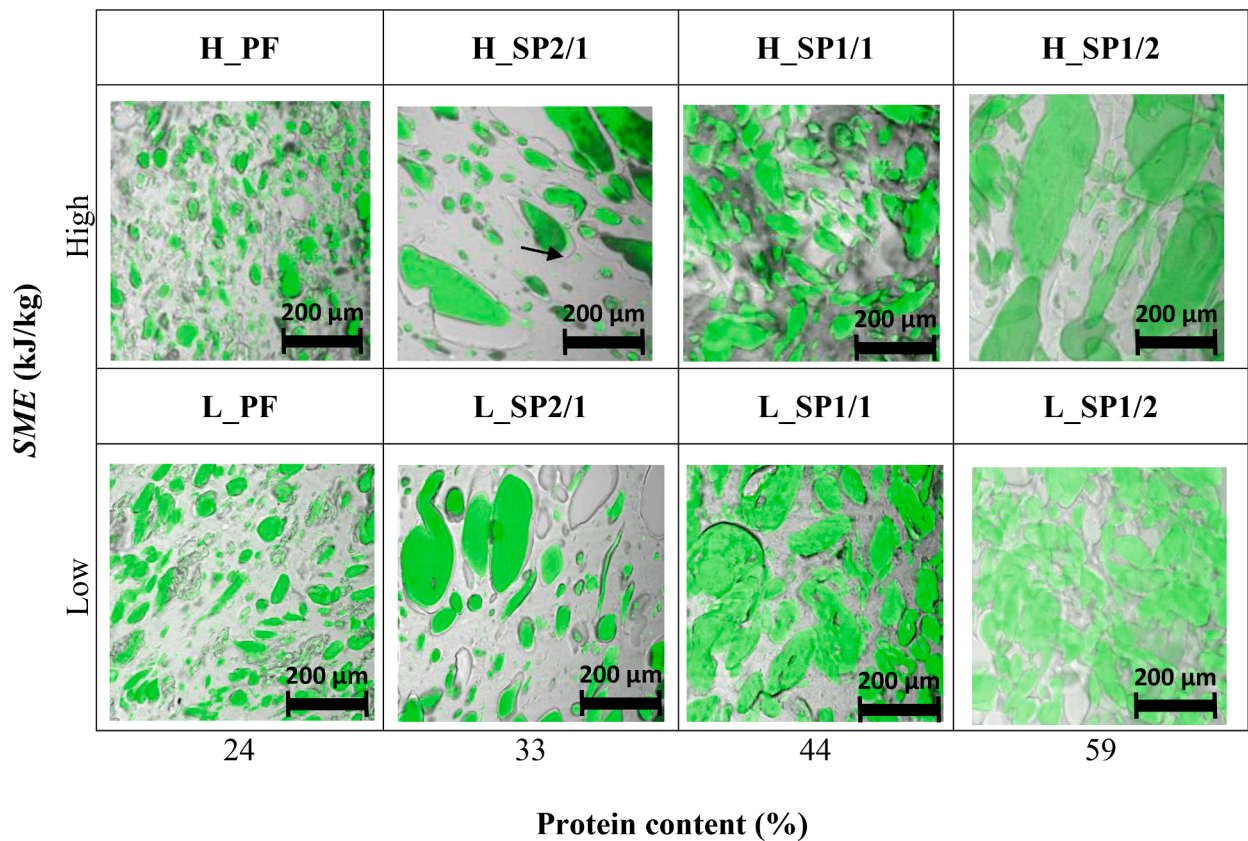 H_PF H_SP2/1 H_SP1/1 H_SP1/2
200 μm 200 μm 200 μm 200 μm
High
SME (kJ/kg)
L_PF L_SP2/1 L_SP1/1 L_SP1/2
200 μm 200 μm 200 μm 200 μm
Low
24 33 44 59
Protein content (%)